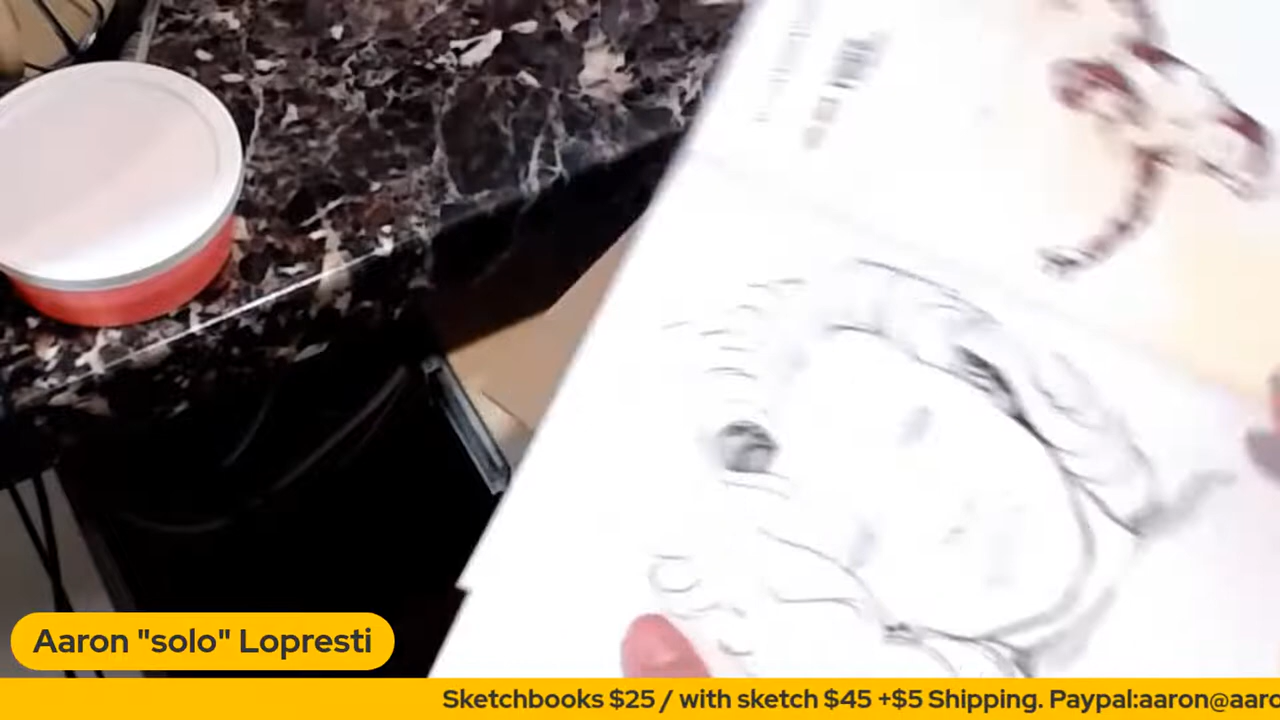 Aaron "solo" Lopresti
Sketchbooks $25 / with sketch $45 +$5 Shipping. Paypal:aaron@aaro